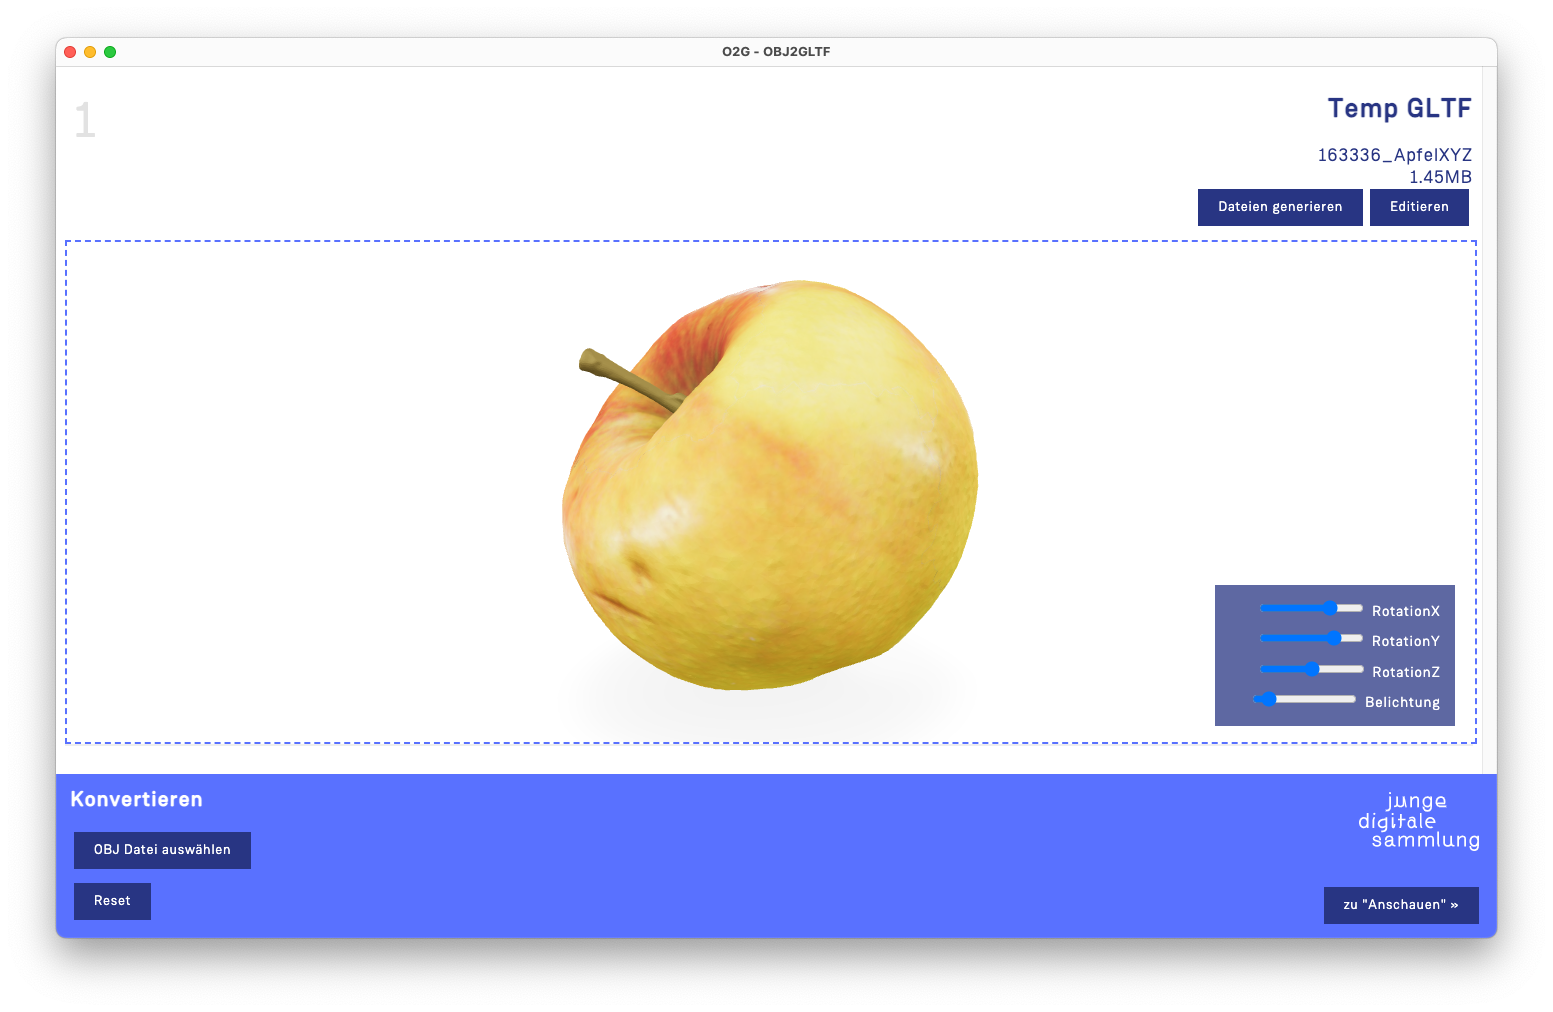 O2G - OBJ2GLTF
1
Temp GLTF
163336_ApfelXYZ
1.45MB
Dateien generieren
Editieren
RotationX
RotationY
RotationZ
Belichtung
Konvertieren
OBJ Datei auswählen
Reset
junge
digitale
sammlung
zu "Anschauen" »